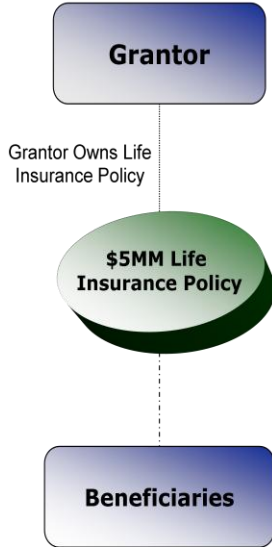 Grantor
Grantor Owns Life
Insurance Policy
$5MM Life
Insurance Policy
Beneficiaries